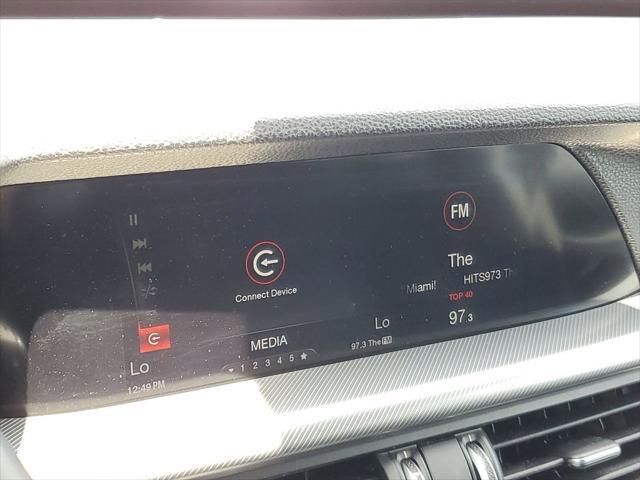 FM
The
Miami! HITS973 Th
TOP 40
97.3
Connect Device
Lo
MEDIA
97.3 The FM
1 2 3 4 5
Lo
12:49 PM